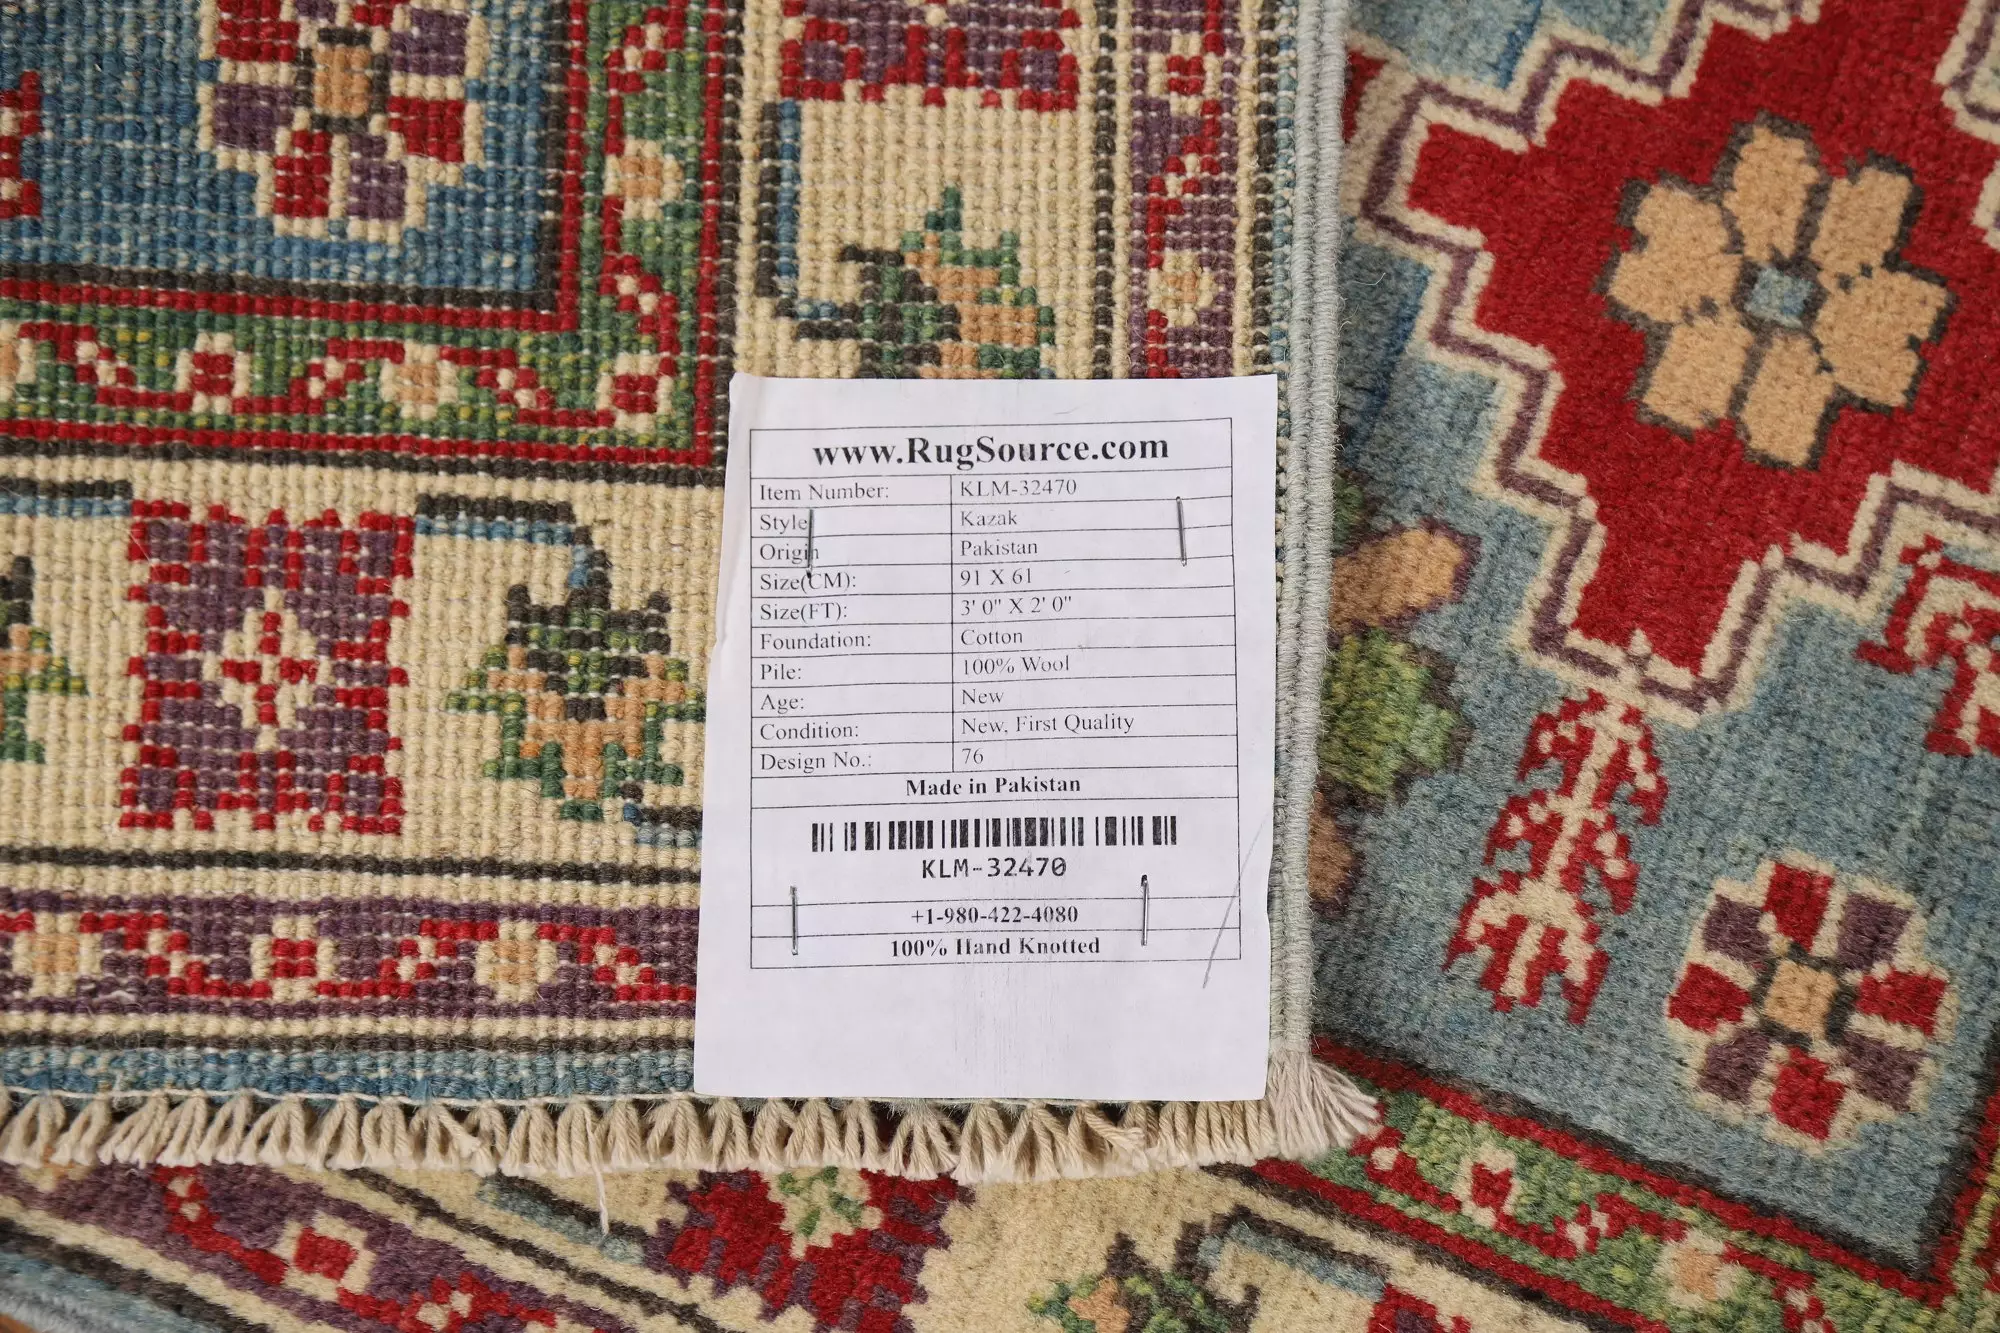 www.RugSource.com
Item Number: KLM-32470
Style Kazak
Origin Pakistan
Size(CM): 91 X 61
Size(FT): 3' 0" X 2' 0"
Foundation: Cotton
Pile: 100% Wool
Age: New
Condition: New, First Quality
Design No.: 76
Made in Pakistan
KLM-32470
+1-980-422-4080
100% Hand Knotted